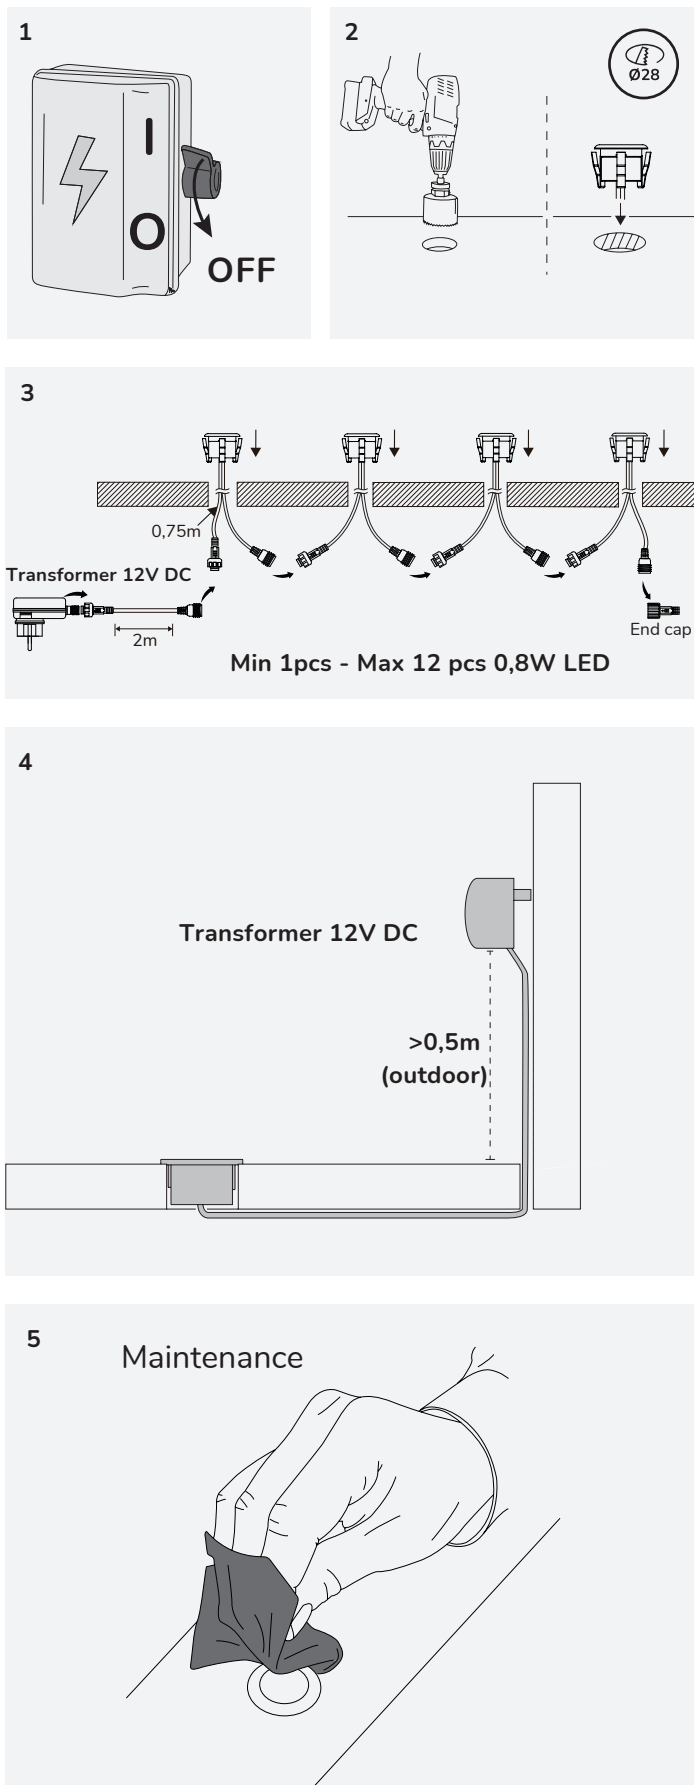 1
I
O
OFF
2
Ø28
3
0,75m
Transformer 12V DC
2m
End cap
Min 1pcs - Max 12 pcs 0,8W LED
4
Transformer 12V DC
>0,5m
(outdoor)
5
Maintenance